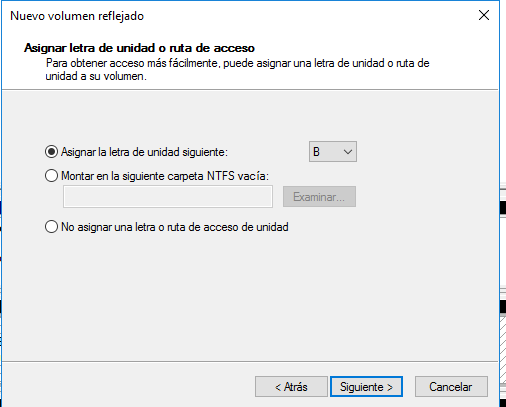 Nuevo volumen reflejado
Asignar letra de unidad o ruta de acceso
Para obtener acceso más fácilmente, puede asignar una letra de unidad o ruta de
unidad a su volumen.
Asignar la letra de unidad siguiente:
B
Montar en la siguiente carpeta NTFS vacía:
Examinar...
No asignar una letra o ruta de acceso de unidad
< Atrás
Siguiente >
Cancelar